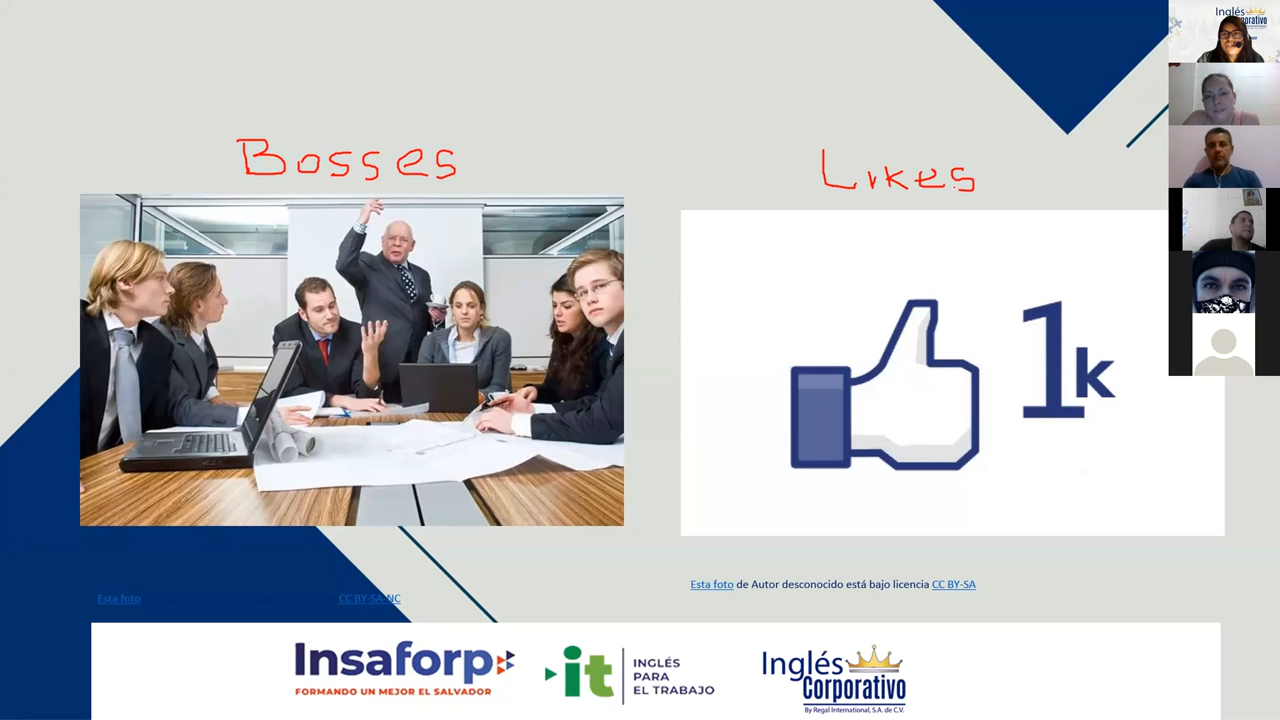 Inglés
Bosses
Likes
1k
Esta foto de Autor desconocido está bajo licencia CC BY-SA
Esta foto
CC BY-SA-NC
Insaforp
FORMANDO UN MEJOR EL SALVADOR
it
INGLÉS
PARA
EL TRABAJO
Inglés
Corporativo
By Regal International, S.A. de C.V.